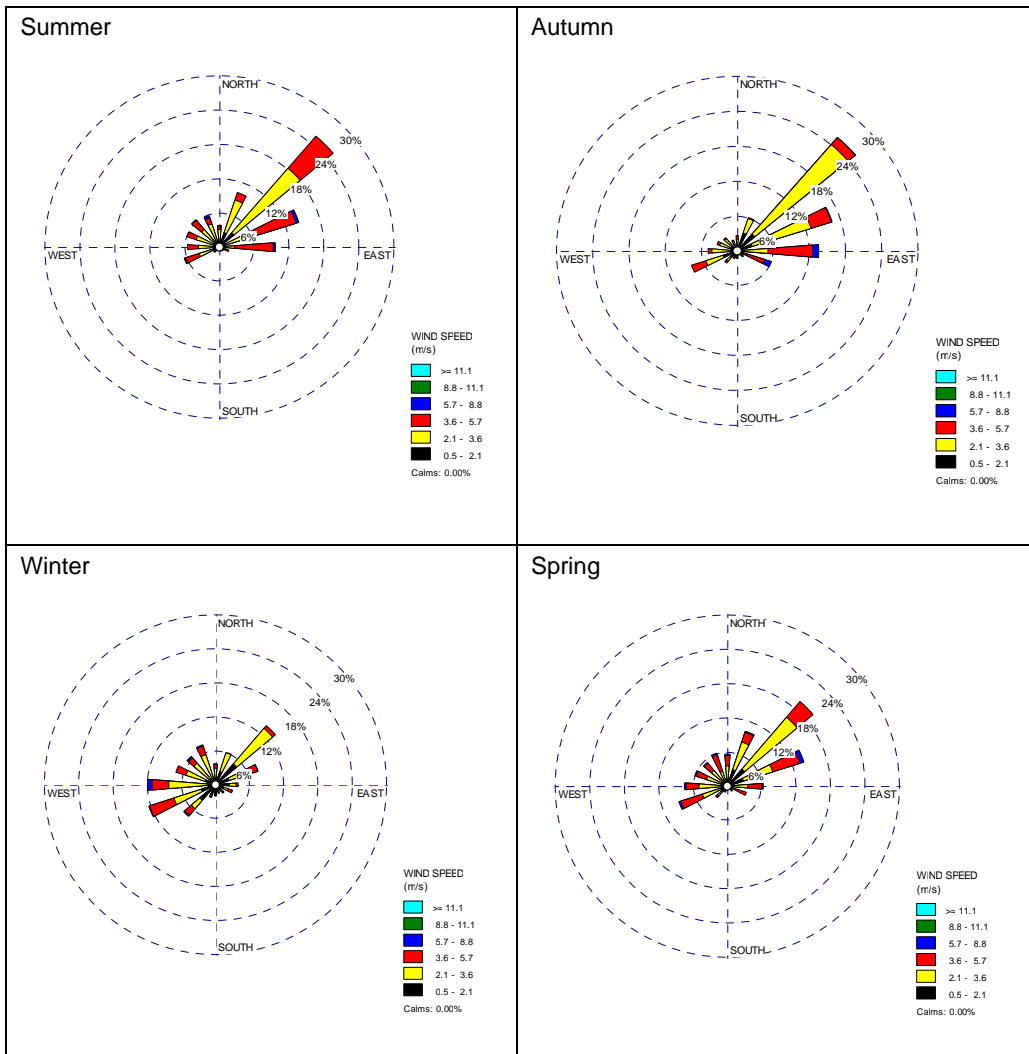 Summer
NORTH
30%
24%
18%
12%
6%
WEST
EAST
SOUTH
WIND SPEED
(m/s)
>= 11.1
8.8 - 11.1
5.7 - 8.8
3.6 - 5.7
2.1 - 3.6
0.5 - 2.1
Calms: 0.00%
Autumn
NORTH
30%
24%
18%
12%
6%
WEST
EAST
SOUTH
WIND SPEED
(m/s)
>= 11.1
8.8 - 11.1
5.7 - 8.8
3.6 - 5.7
2.1 - 3.6
0.5 - 2.1
Calms: 0.00%
Winter
NORTH
30%
24%
18%
12%
6%
WEST
EAST
SOUTH
WIND SPEED
(m/s)
>= 11.1
8.8 - 11.1
5.7 - 8.8
3.6 - 5.7
2.1 - 3.6
0.5 - 2.1
Calms: 0.00%
Spring
NORTH
30%
24%
18%
12%
6%
WEST
EAST
SOUTH
WIND SPEED
(m/s)
>= 11.1
8.8 - 11.1
5.7 - 8.8
3.6 - 5.7
2.1 - 3.6
0.5 - 2.1
Calms: 0.00%